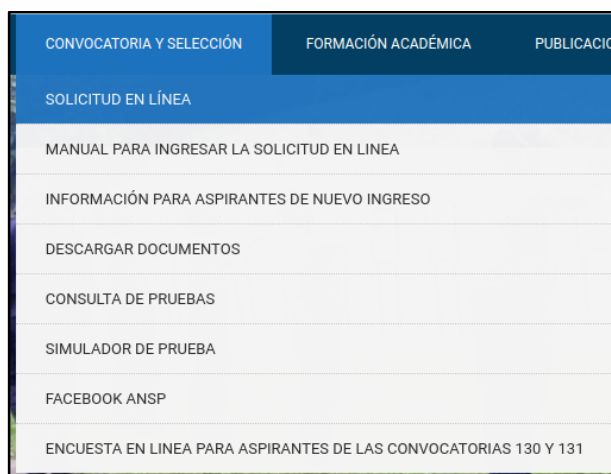 CONVOCATORIA Y SELECCIÓN FORMACIÓN ACADÉMICA PUBLICACIO
SOLICITUD EN LÍNEA
MANUAL PARA INGRESAR LA SOLICITUD EN LINEA
INFORMACIÓN PARA ASPIRANTES DE NUEVO INGRESO
DESCARGAR DOCUMENTOS
CONSULTA DE PRUEBAS
SIMULADOR DE PRUEBA
FACEBOOK ANSP
ENCUESTA EN LINEA PARA ASPIRANTES DE LAS CONVOCATORIAS 130 Y 131